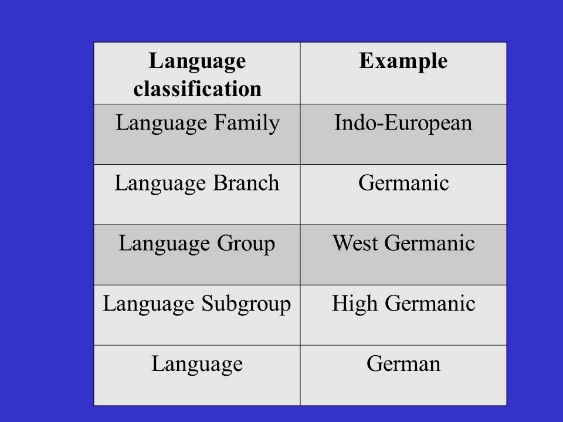 Language Example
classification
Language Family Indo-European
Language Branch Germanic
Language Group West Germanic
Language Subgroup High Germanic
Language German